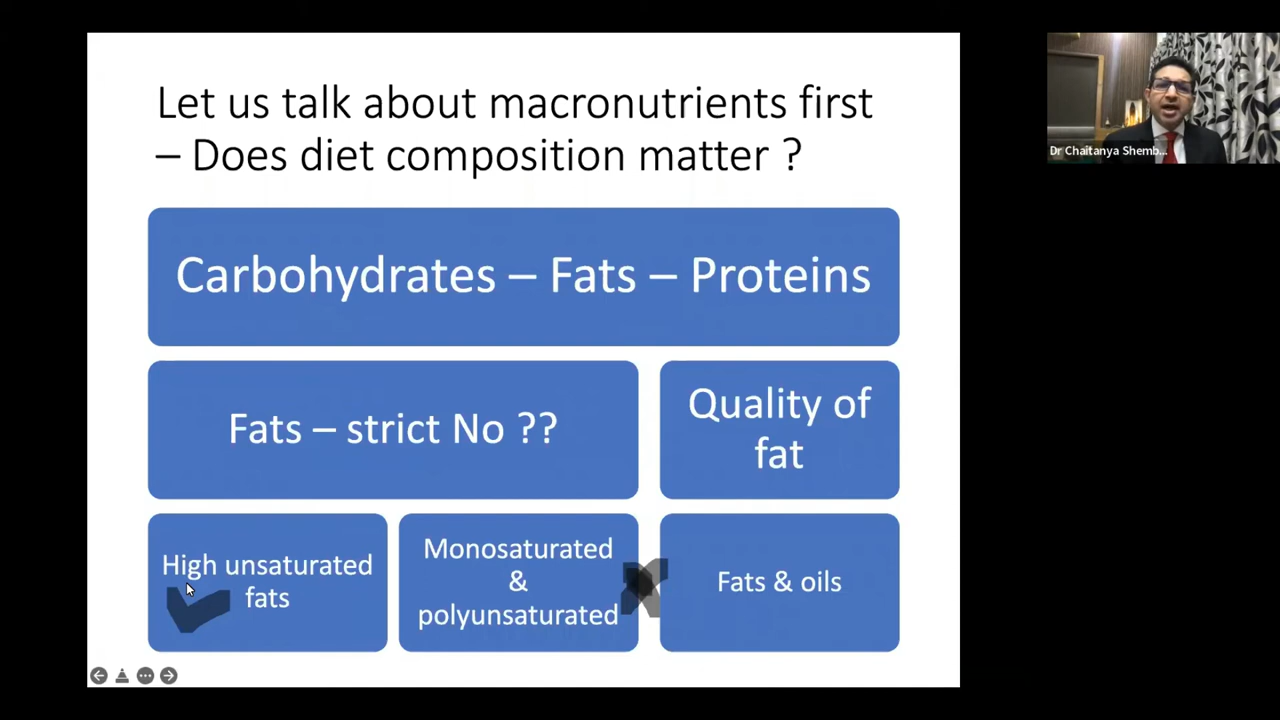 Let us talk about macronutrients first
– Does diet composition matter ?
Carbohydrates – Fats – Proteins
Fats – strict No ??
Quality of
fat
High unsaturated
fats
Monosaturated
&
polyunsaturated
Fats & oils
Dr Chaitanya Shemb...